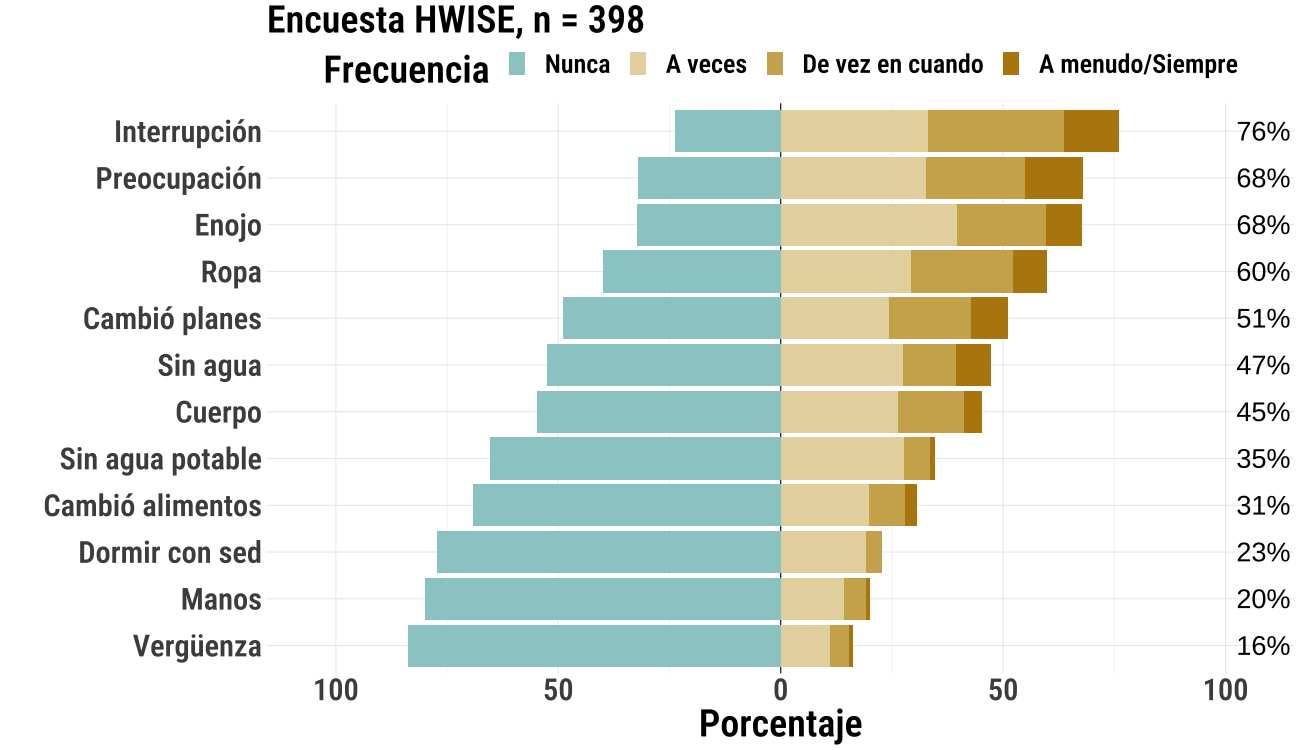 Encuesta HWISE, n = 398
Frecuencia Nunca A veces De vez en cuando A menudo/Siempre
Interrupción 76%
Preocupación 68%
Enojo 68%
Ropa 60%
Cambió planes 51%
Sin agua 47%
Cuerpo 45%
Sin agua potable 35%
Cambió alimentos 31%
Dormir con sed 23%
Manos 20%
Vergüenza 16%
100 50 0 50 100
Porcentaje